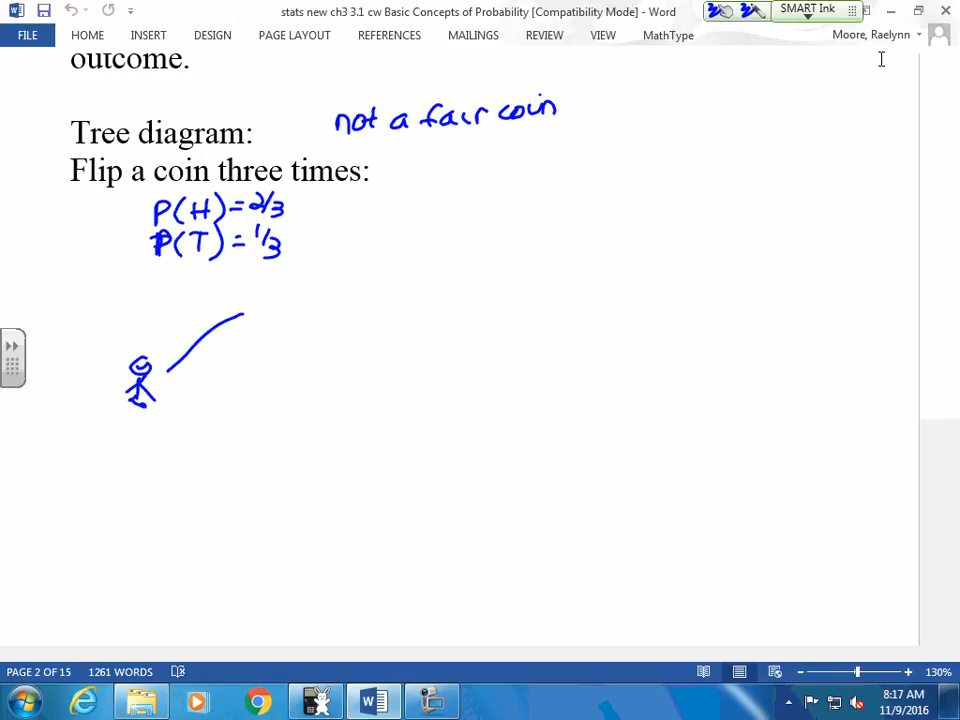 stats new ch3 3.1 cw Basic Concepts of Probability [Compatibility Mode] - Word
SMART Ink
FILE HOME INSERT DESIGN PAGE LAYOUT REFERENCES MAILINGS REVIEW VIEW MathType Moore, Raelynn
outcome.
not a fair coin
Tree diagram:
Flip a coin three times:
P(H) = 2/3
P(T) = 1/3
PAGE 2 OF 15 1261 WORDS 130%
8:17 AM
11/9/2016